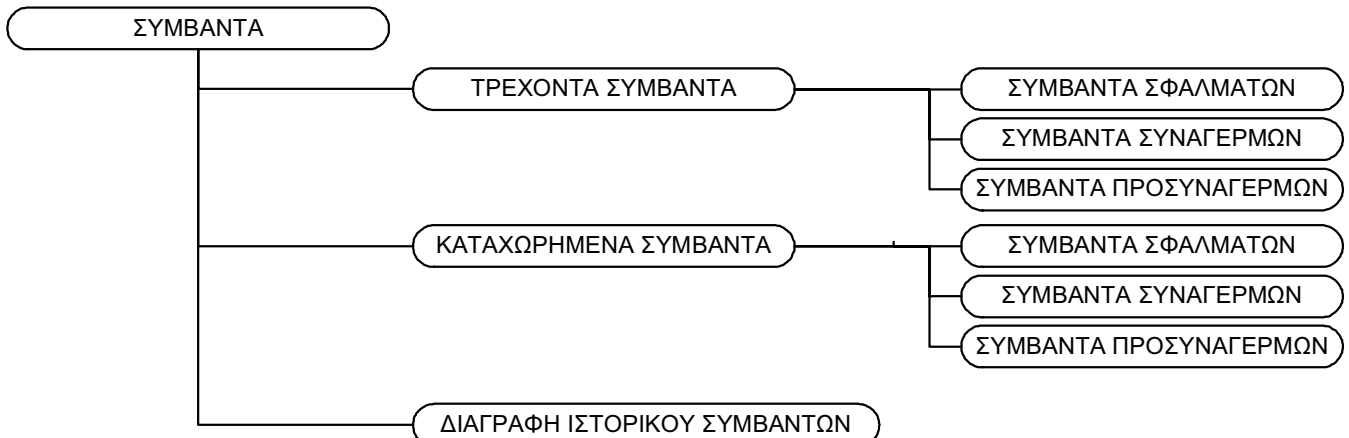 ΣΥΜΒΑΝΤΑ
ΤΡΕΧΟΝΤΑ ΣΥΜΒΑΝΤΑ
ΣΥΜΒΑΝΤΑ ΣΦΑΛΜΑΤΩΝ
ΣΥΜΒΑΝΤΑ ΣΥΝΑΓΕΡΜΩΝ
ΣΥΜΒΑΝΤΑ ΠΡΟΣΥΝΑΓΕΡΜΩΝ
ΚΑΤΑΧΩΡΗΜΕΝΑ ΣΥΜΒΑΝΤΑ
ΣΥΜΒΑΝΤΑ ΣΦΑΛΜΑΤΩΝ
ΣΥΜΒΑΝΤΑ ΣΥΝΑΓΕΡΜΩΝ
ΣΥΜΒΑΝΤΑ ΠΡΟΣΥΝΑΓΕΡΜΩΝ
ΔΙΑΓΡΑΦΗ ΙΣΤΟΡΙΚΟΥ ΣΥΜΒΑΝΤΩΝ